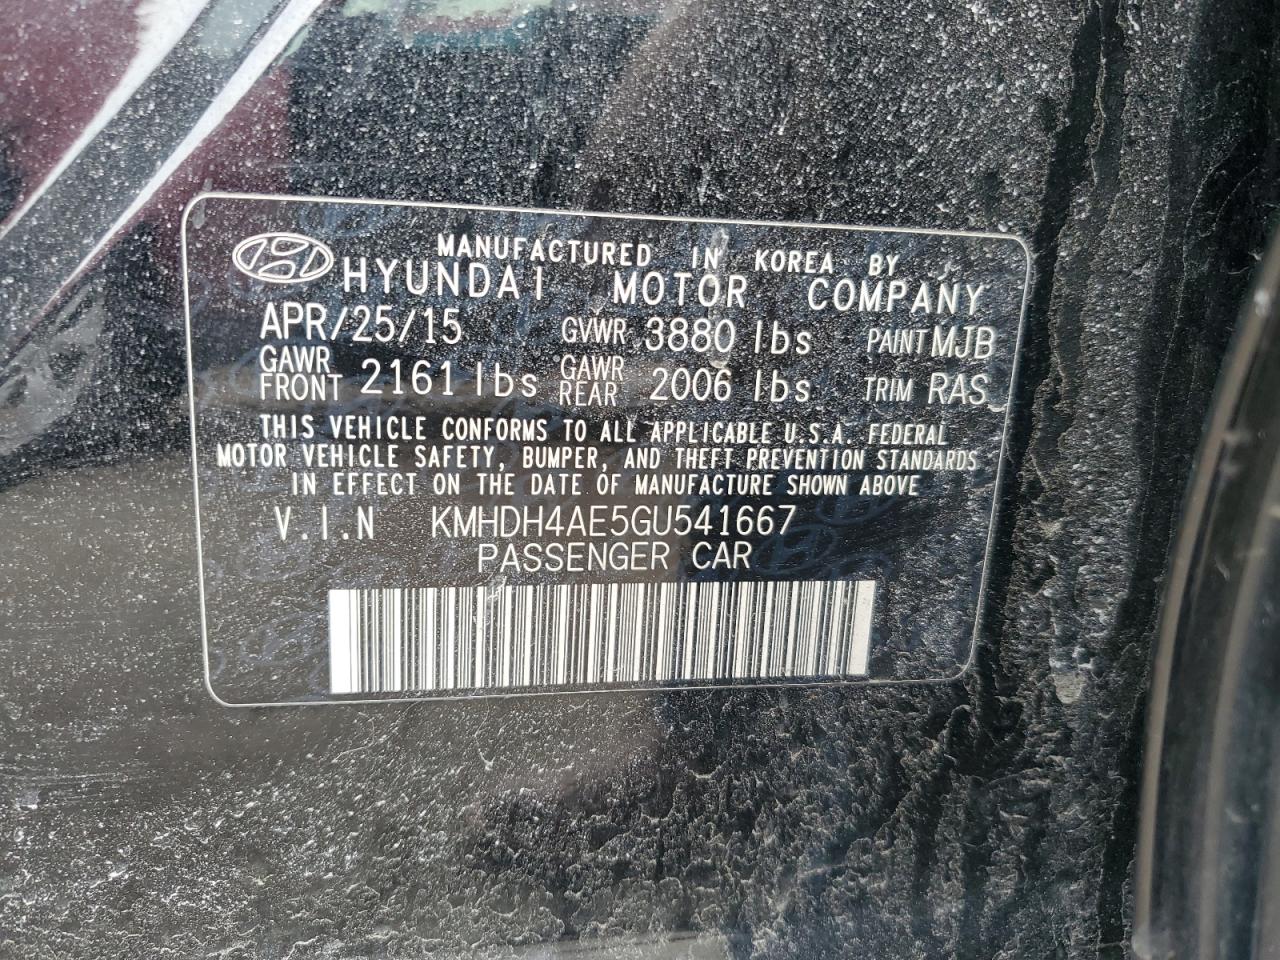 MANUFACTURED IN KOREA BY
HYUNDAI MOTOR COMPANY
APR/25/15 GVWR 3880 lbs PAINT MJB
GAWR FRONT 2161 lbs GAWR REAR 2006 lbs TRIM RAS
THIS VEHICLE CONFORMS TO ALL APPLICABLE U.S.A. FEDERAL
MOTOR VEHICLE SAFETY, BUMPER, AND THEFT PREVENTION STANDARDS
IN EFFECT ON THE DATE OF MANUFACTURE SHOWN ABOVE
V.I.N KMHDH4AE5GU541667
PASSENGER CAR